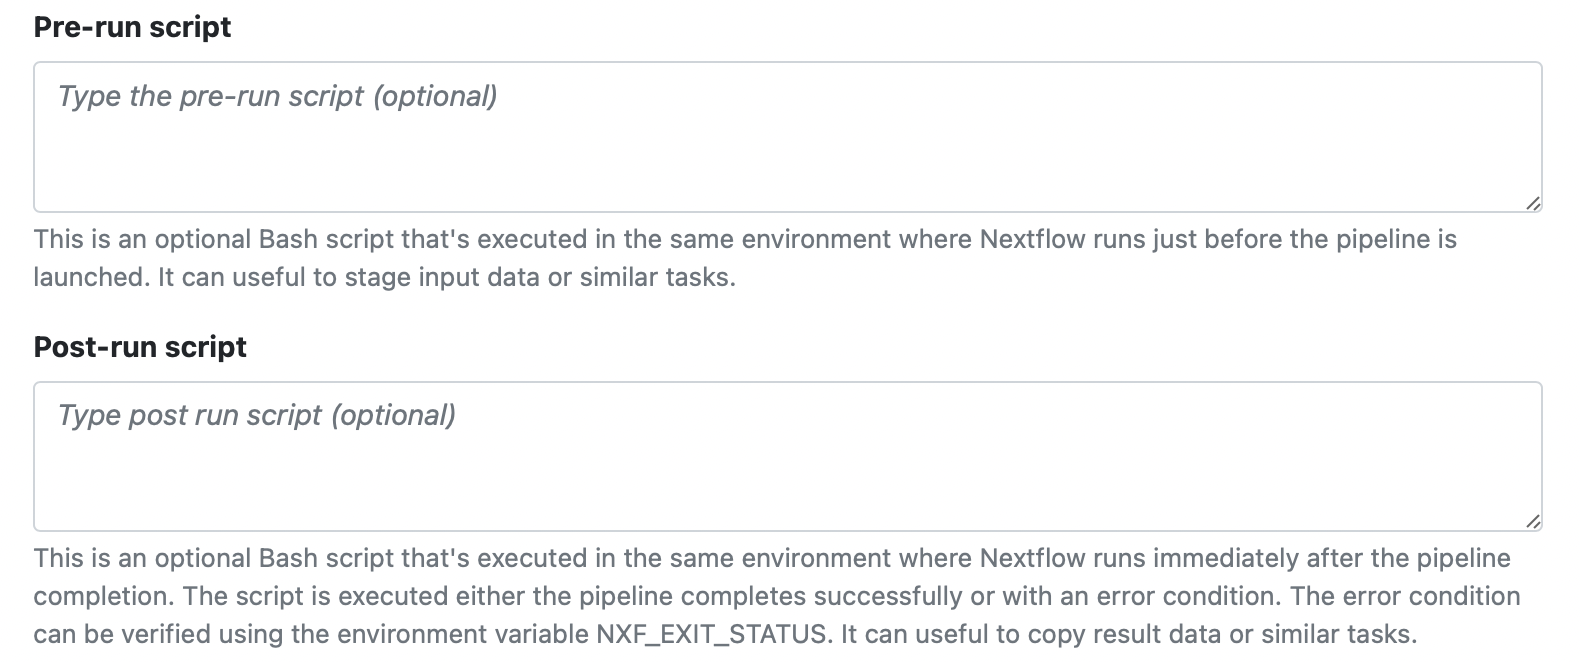 Pre-run script
Type the pre-run script (optional)
This is an optional Bash script that's executed in the same environment where Nextflow runs just before the pipeline is
launched. It can useful to stage input data or similar tasks.
Post-run script
Type post run script (optional)
This is an optional Bash script that's executed in the same environment where Nextflow runs immediately after the pipeline
completion. The script is executed either the pipeline completes successfully or with an error condition. The error condition
can be verified using the environment variable NXF_EXIT_STATUS. It can useful to copy result data or similar tasks.